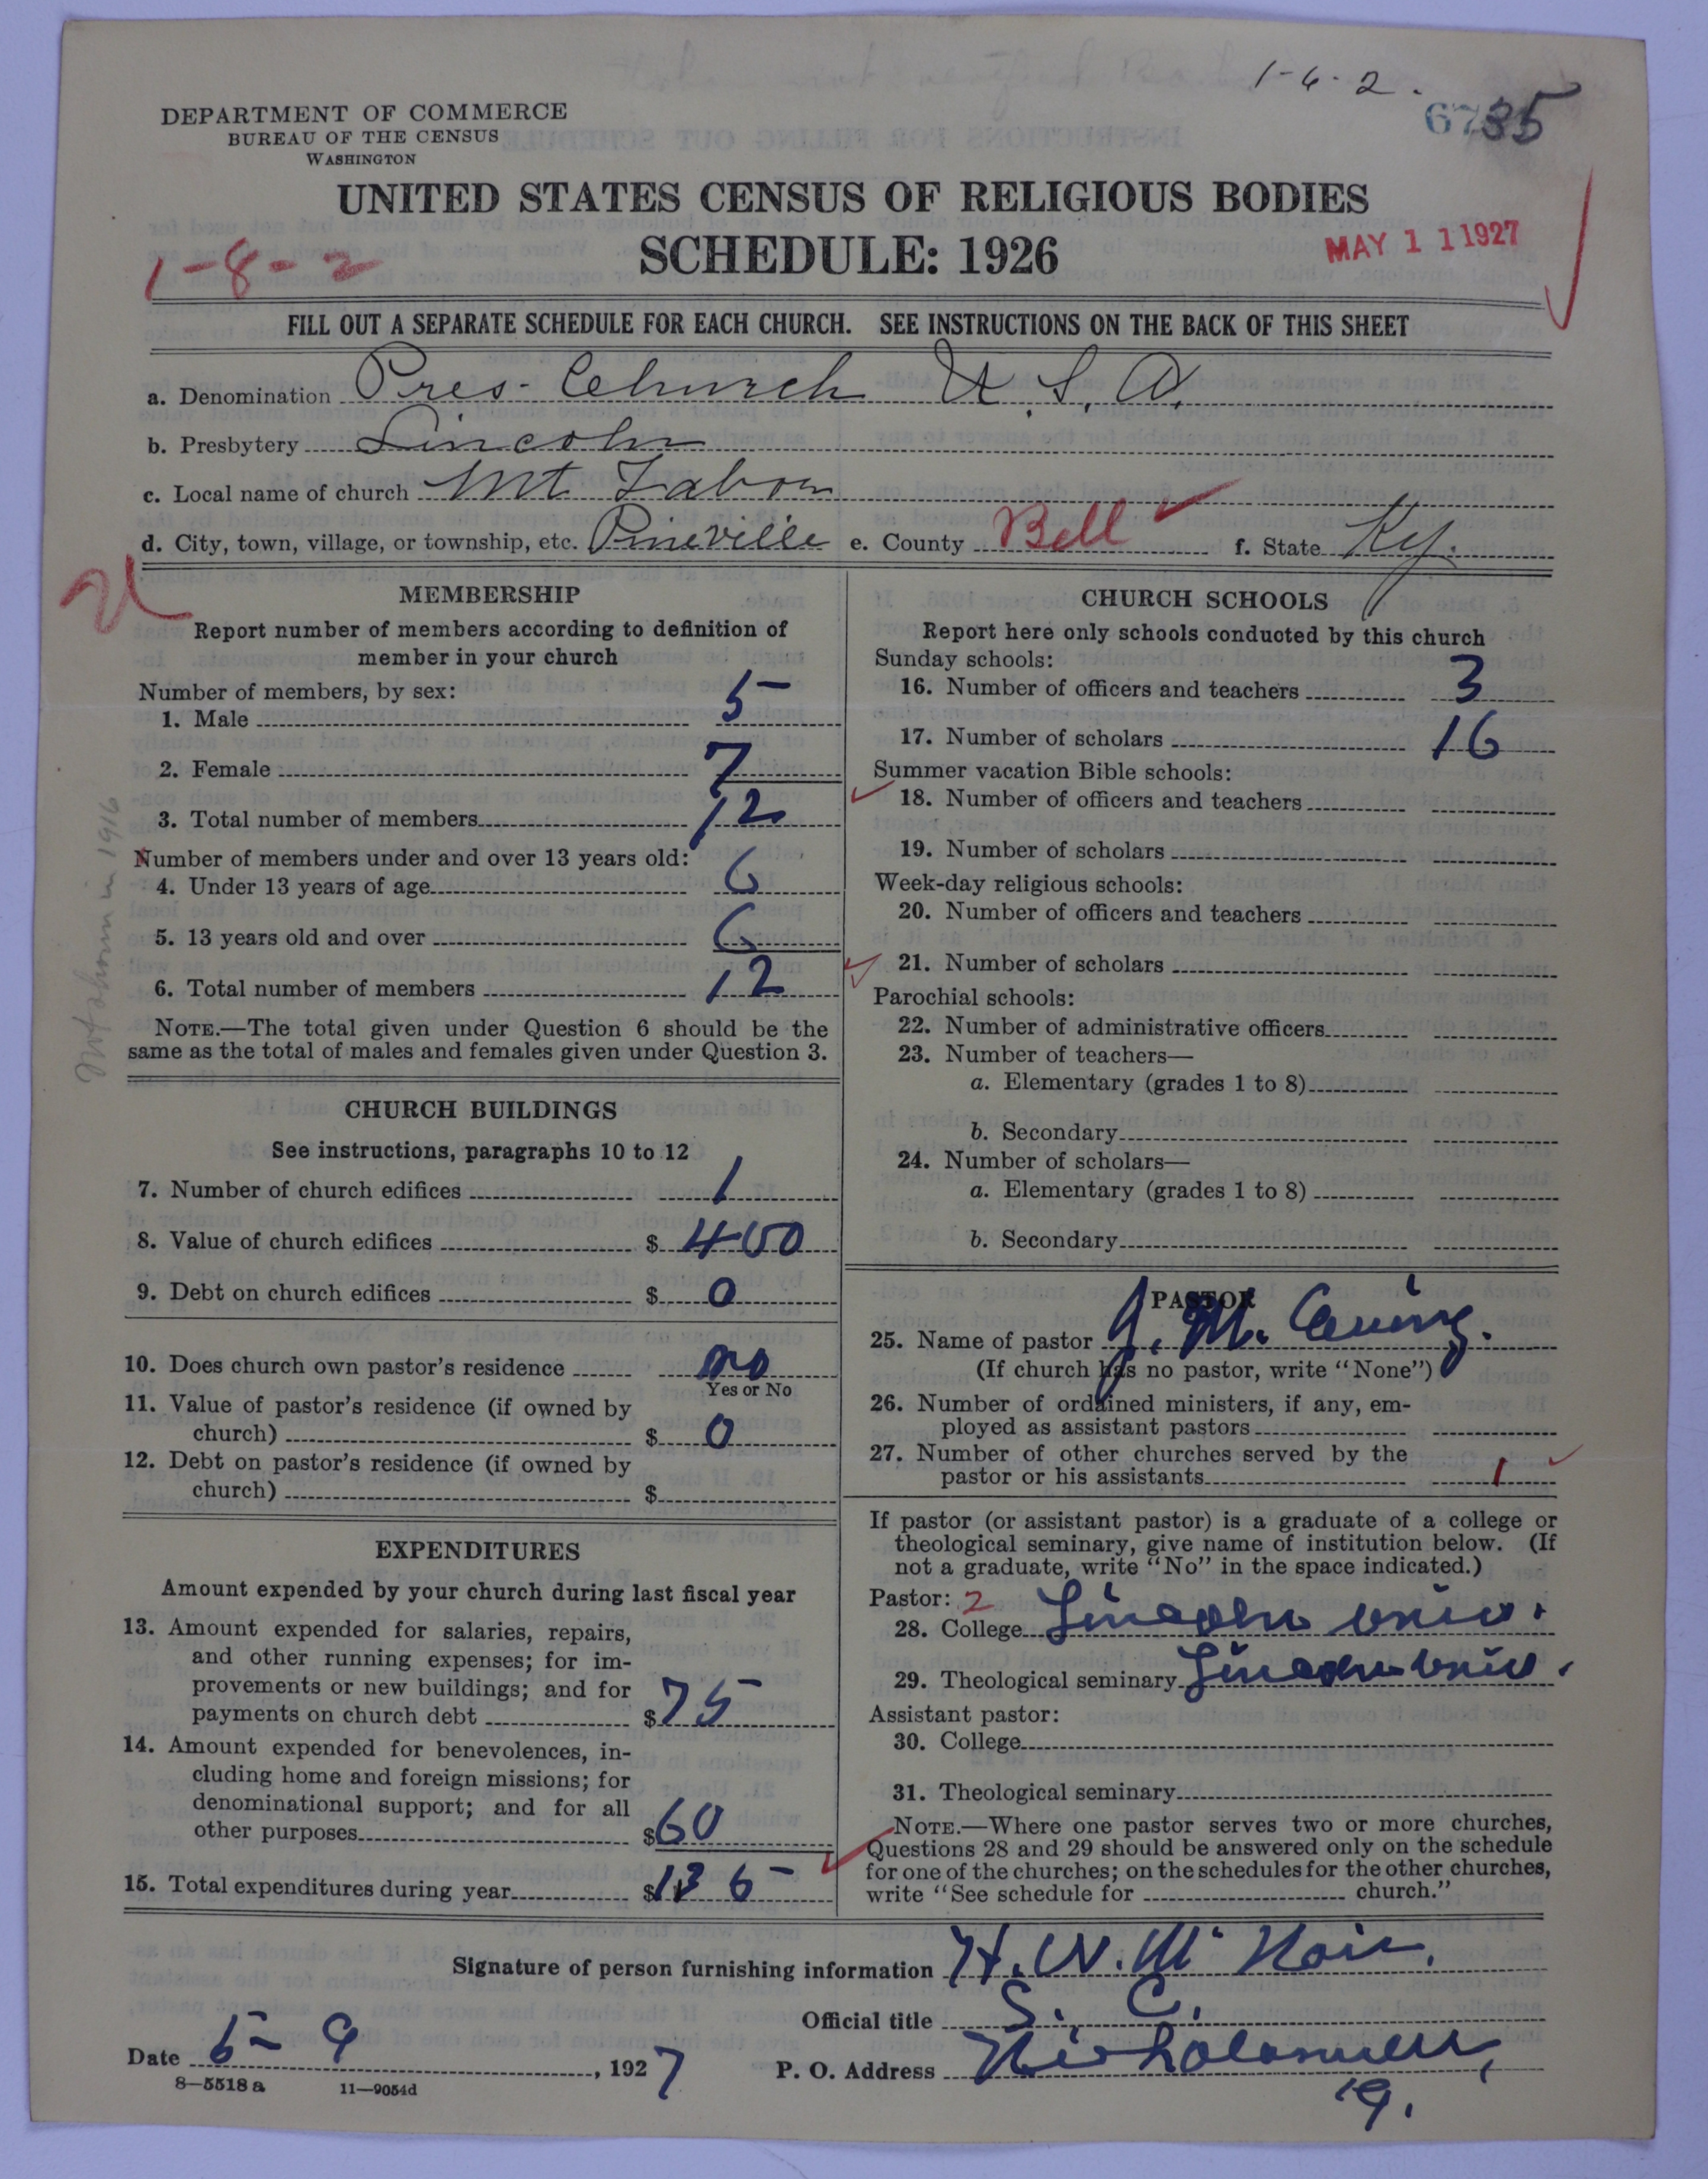 1-6-2.
6735
DEPARTMENT OF COMMERCE
BUREAU OF THE CENSUS
WASHINGTON
UNITED STATES CENSUS OF RELIGIOUS BODIES
SCHEDULE: 1926
MAY 11 1927
1-8-2
FILL OUT A SEPARATE SCHEDULE FOR EACH CHURCH. SEE INSTRUCTIONS ON THE BACK OF THIS SHEET
a. Denomination Pres- Church U.S.A.
b. Presbytery Lincoln
c. Local name of church Mt Tabor
d. City, town, village, or township, etc. Pineville e. County Bell f. State Ky.
MEMBERSHIP
Report number of members according to definition of
member in your church
Number of members, by sex:
1. Male 5
2. Female 7
3. Total number of members 12
Number of members under and over 13 years old:
4. Under 13 years of age 6
5. 13 years old and over 6
6. Total number of members 12
NOTE.—The total given under Question 6 should be the
same as the total of males and females given under Question 3.
Not shown in 1916
CHURCH BUILDINGS
See instructions, paragraphs 10 to 12
7. Number of church edifices 1
8. Value of church edifices $ 400
9. Debt on church edifices $ 0
10. Does church own pastor's residence no
Yes or No
11. Value of pastor's residence (if owned by
church) $ 0
12. Debt on pastor's residence (if owned by
church) $
EXPENDITURES
Amount expended by your church during last fiscal year
13. Amount expended for salaries, repairs,
and other running expenses; for im-
provements or new buildings; and for
payments on church debt $ 75
14. Amount expended for benevolences, in-
cluding home and foreign missions; for
denominational support; and for all
other purposes $ 60
15. Total expenditures during year $ 135
CHURCH SCHOOLS
Report here only schools conducted by this church
Sunday schools:
16. Number of officers and teachers 3
17. Number of scholars 16
Summer vacation Bible schools:
18. Number of officers and teachers
19. Number of scholars
Week-day religious schools:
20. Number of officers and teachers
21. Number of scholars
Parochial schools:
22. Number of administrative officers
23. Number of teachers—
a. Elementary (grades 1 to 8)
b. Secondary
24. Number of scholars—
a. Elementary (grades 1 to 8)
b. Secondary
PASTOR
25. Name of pastor J. M.
(If church has no pastor, write "None")
26. Number of ordained ministers, if any, em-
ployed as assistant pastors
27. Number of other churches served by the
pastor or his assistants 1
If pastor (or assistant pastor) is a graduate of a college or
theological seminary, give name of institution below. (If
not a graduate, write "No" in the space indicated.)
Pastor: 2
28. College Lincoln Univ.
29. Theological seminary Lincoln Univ.
Assistant pastor:
30. College
31. Theological seminary
NOTE.—Where one pastor serves two or more churches,
Questions 28 and 29 should be answered only on the schedule
for one of the churches; on the schedules for the other churches,
write "See schedule for church."
Signature of person furnishing information H. W. McNair.
Official title S. C.
Date 5-9, 1927 P. O. Address
8—5518 a 11—9054d